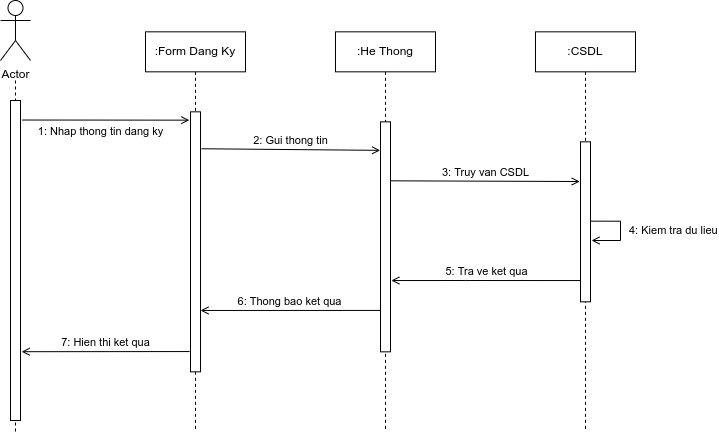 Actor
:Form Dang Ky
:He Thong
:CSDL
1: Nhap thong tin dang ky
2: Gui thong tin
3: Truy van CSDL
4: Kiem tra du lieu
5: Tra ve ket qua
6: Thong bao ket qua
7: Hien thi ket qua